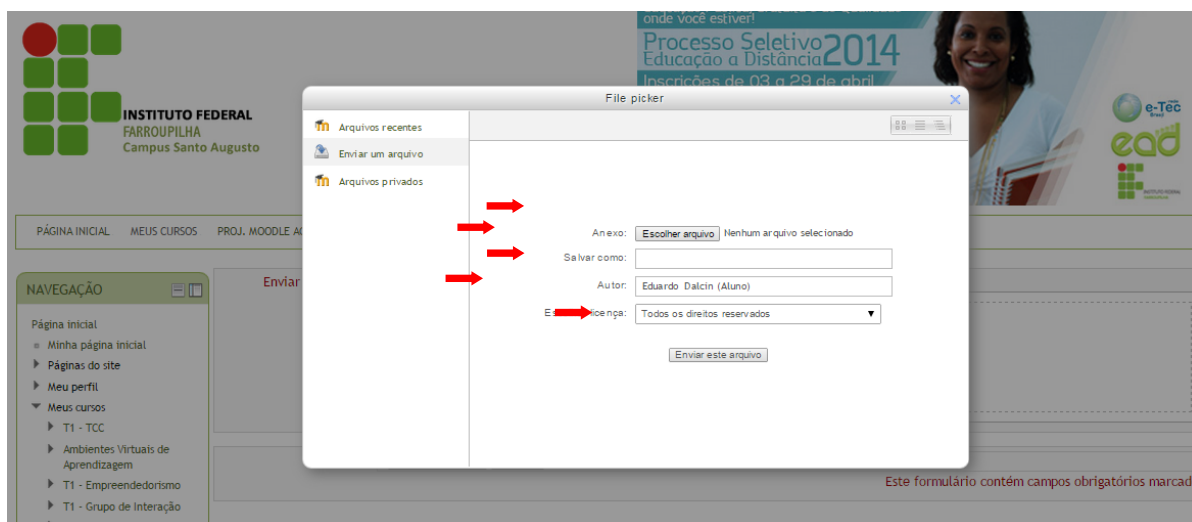 onde você estiver!
Processo Seletivo 2014
Educação a Distância
Inscrições de 03 a 29 de abril
INSTITUTO FEDERAL
FARROUPILHA
Campus Santo Augusto
e-Tec
Brasil
ead
File picker
Arquivos recentes
Enviar um arquivo
Arquivos privados
Anexo: Escolher arquivo Nenhum arquivo selecionado
Salvar como:
Autor: Eduardo Dalcin (Aluno)
licença: Todos os direitos reservados
Enviar este arquivo
PÁGINA INICIAL MEUS CURSOS PROJ. MOODLE
NAVEGAÇÃO
Enviar
Página inicial
Minha página inicial
Páginas do site
Meu perfil
Meus cursos
T1 - TCC
Ambientes Virtuais de
Aprendizagem
T1 - Empreendedorismo
T1 - Grupo de Interação
Este formulário contém campos obrigatórios marcad